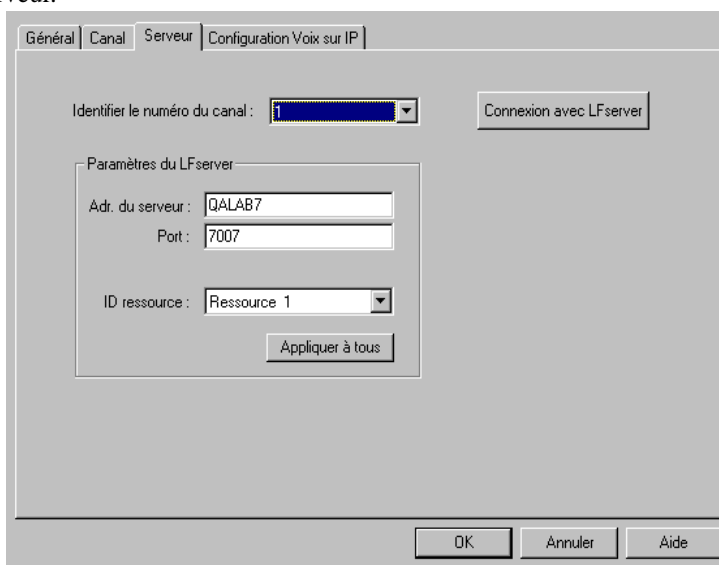 Général Canal Serveur Configuration Voix sur IP
Identifier le numéro du canal : 1 Connexion avec LFserver
Paramètres du LFserver
Adr. du serveur : QALAB7
Port : 7007
ID ressource : Ressource 1
Appliquer à tous
OK Annuler Aide